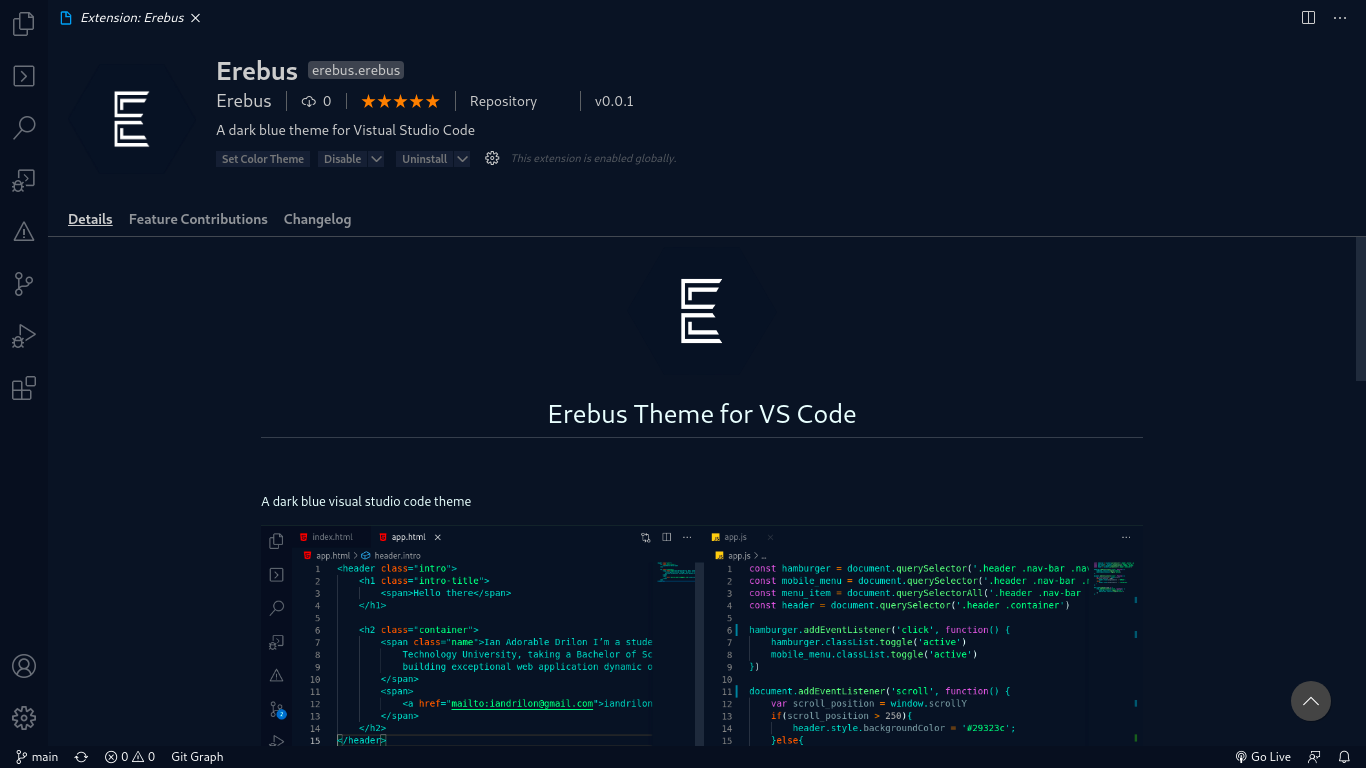 Extension: Erebus
Erebus erebus.erebus
Erebus 0 Repository v0.0.1
A dark blue theme for Vistual Studio Code
Set Color Theme Disable Uninstall This extension is enabled globally.
Details Feature Contributions Changelog
Erebus Theme for VS Code
A dark blue visual studio code theme
index.html app.html
app.html > header.intro
1 <header class="intro">
2 <h1 class="intro-title">
3 <span>Hello there</span>
4 </h1>
5
6 <h2 class="container">
7 <span class="name">Ian Adorable Drilon I'm a stude
8 Technology University, taking a Bachelor of Sc
9 building exceptional web application dynamic o
10 </span>
11 <span>
12 <a href="mailto:iandrilon@gmail.com">iandrilon
13 </span>
14 </h2>
15 </header>
2
app.js
app.js > ...
1 const hamburger = document.querySelector('.header .nav-bar .nav
2 const mobile_menu = document.querySelector('.header .nav-bar .n
3 const menu_item = document.querySelectorAll('.header .nav-bar
4 const header = document.querySelector('.header .container')
5
6 hamburger.addEventListener('click', function() {
7 hamburger.classList.toggle('active')
8 mobile_menu.classList.toggle('active')
9 })
10
11 document.addEventListener('scroll', function() {
12 var scroll_position = window.scrollY
13 if(scroll_position > 250){
14 header.style.backgroundColor = '#29323c';
15 }else{
main 0 0 Git Graph Go Live